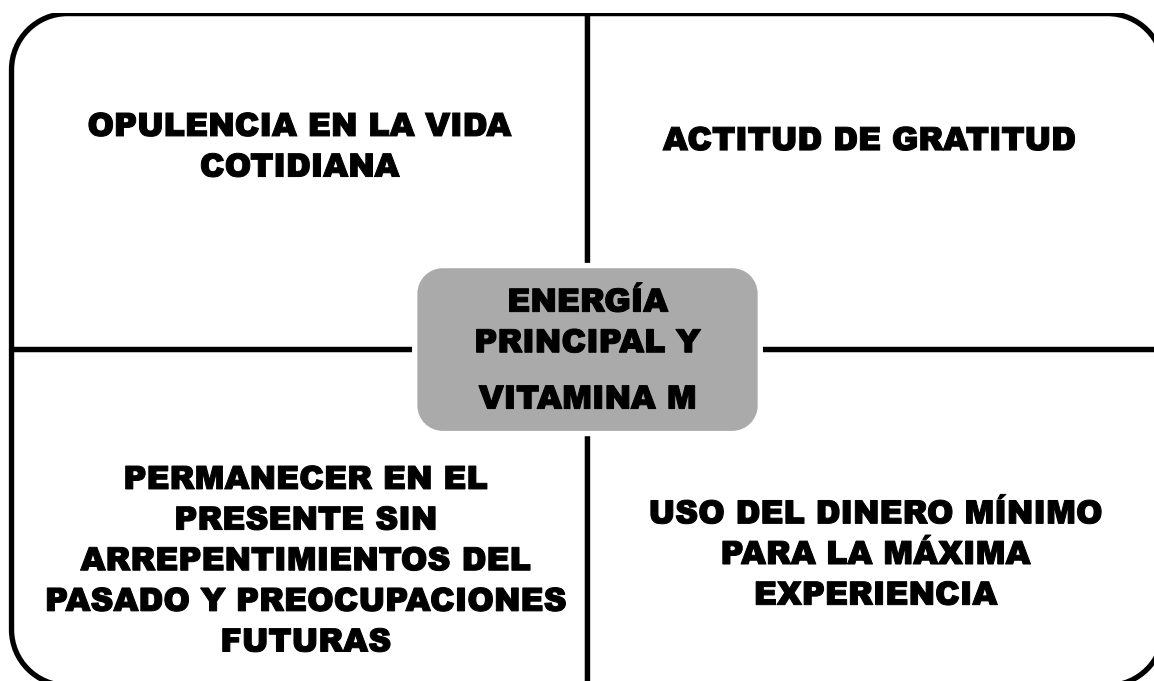 OPULENCIA EN LA VIDA
COTIDIANA
ACTITUD DE GRATITUD
ENERGÍA
PRINCIPAL Y
VITAMINA M
PERMANECER EN EL
PRESENTE SIN
ARREPENTIMIENTOS DEL
PASADO Y PREOCUPACIONES
FUTURAS
USO DEL DINERO MÍNIMO
PARA LA MÁXIMA
EXPERIENCIA